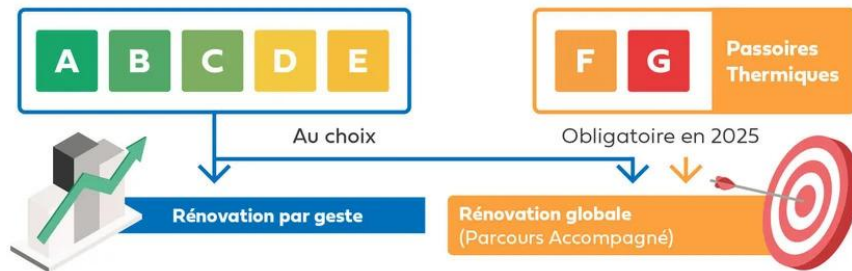 A B C D E
F G
Passoires
Thermiques
Au choix
Obligatoire en 2025
Rénovation par geste
Rénovation globale
(Parcours Accompagné)